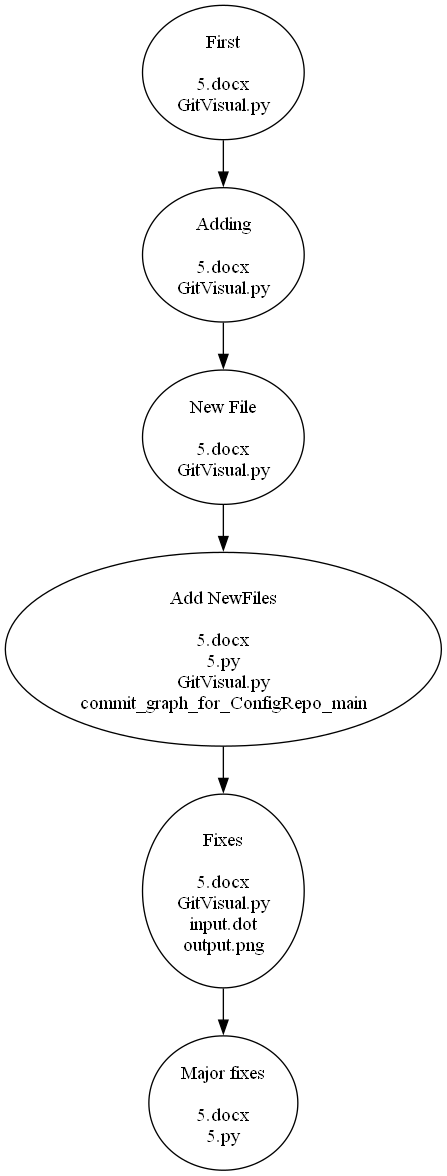 First
5.docx
GitVisual.py
Adding
5.docx
GitVisual.py
New File
5.docx
GitVisual.py
Add NewFiles
5.docx
5.py
GitVisual.py
commit_graph_for_ConfigRepo_main
Fixes
5.docx
GitVisual.py
input.dot
output.png
Major fixes
5.docx
5.py